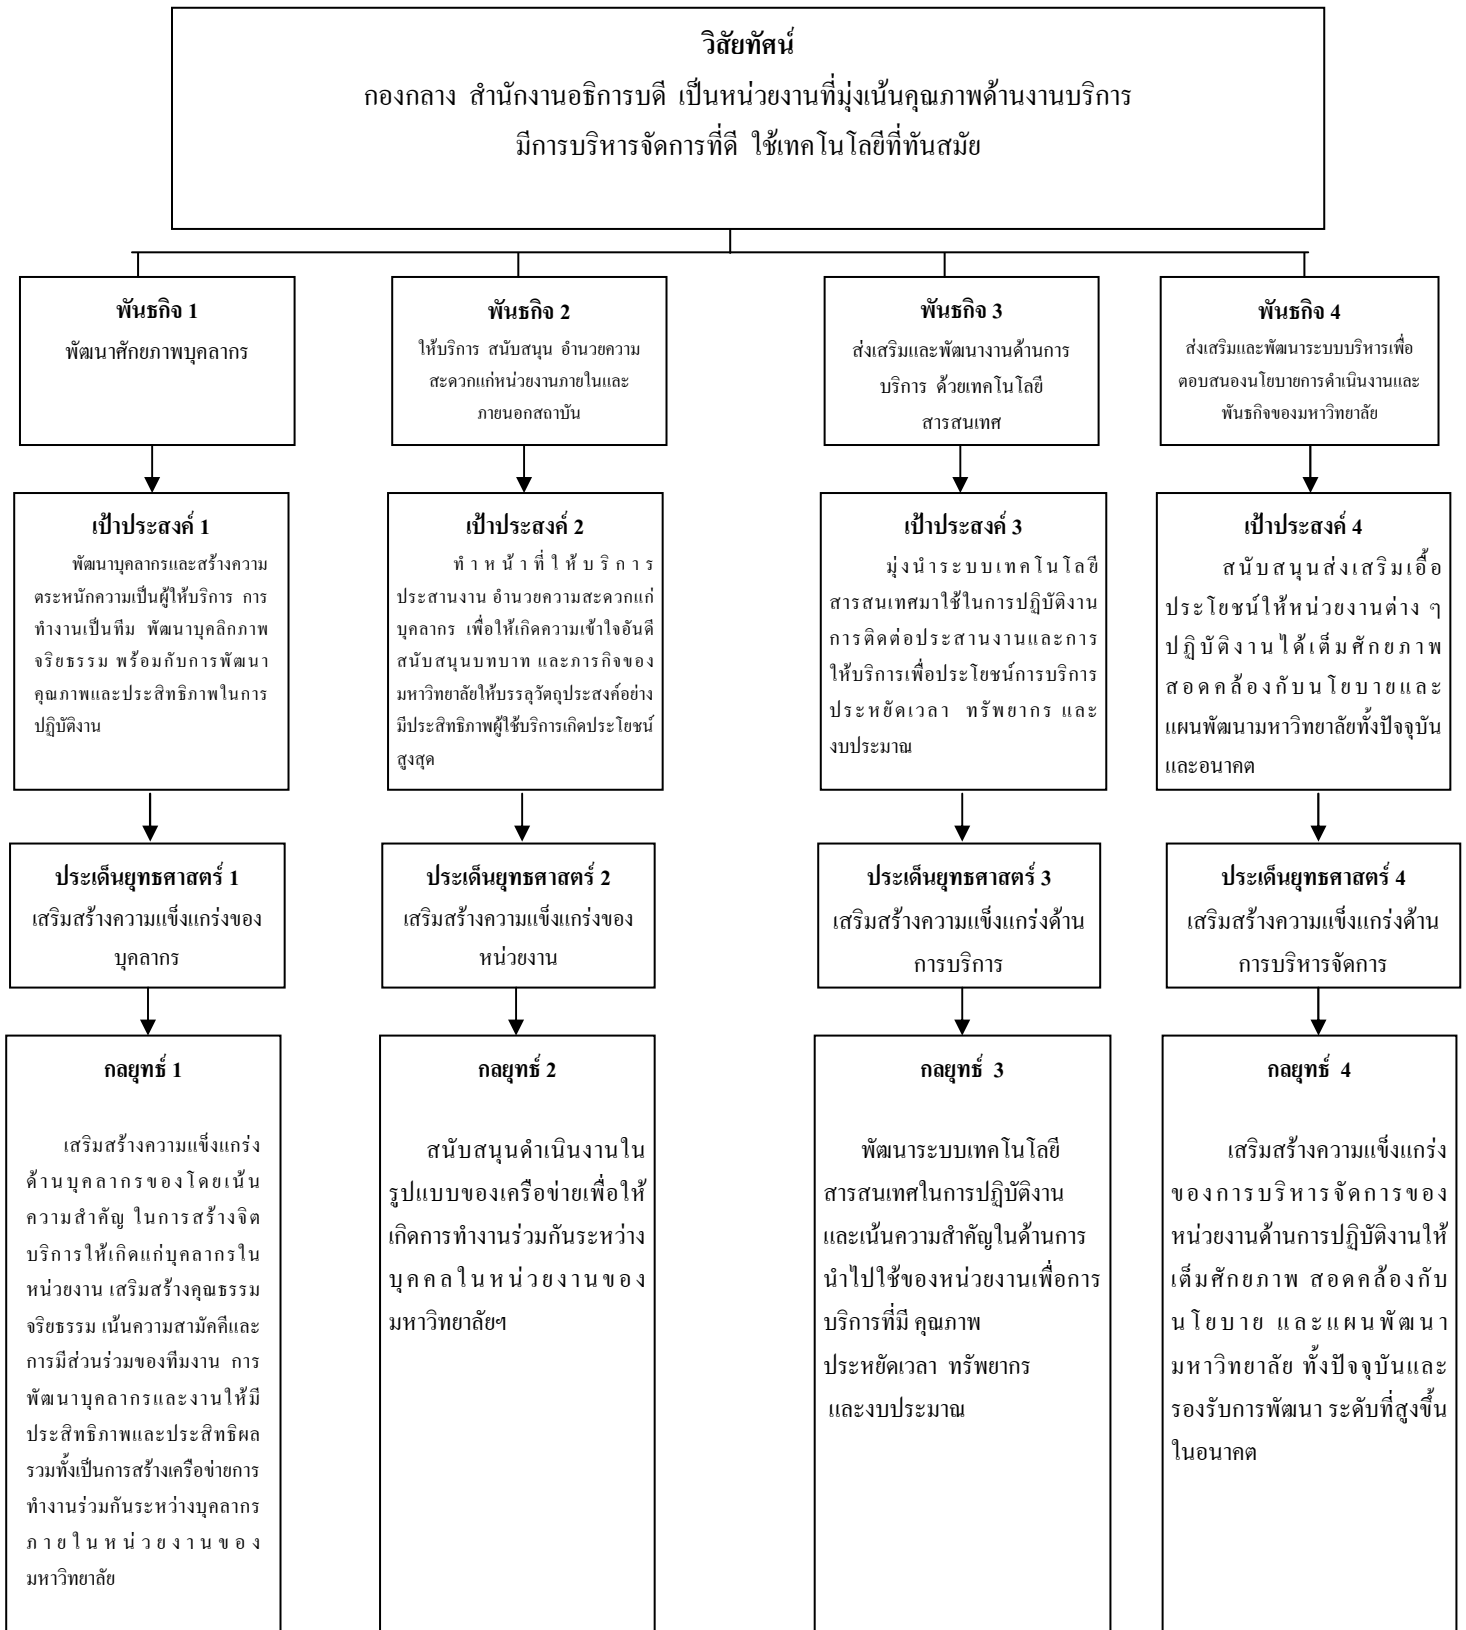 วิสัยทัศน์
กองกลาง สำนักงานอธิการบดี เป็นหน่วยงานที่มุ่งเน้นคุณภาพด้านงานบริการ
มีการบริหารจัดการที่ดี ใช้เทคโนโลยีที่ทันสมัย
พันธกิจ 1
พัฒนาศักยภาพบุคลากร
พันธกิจ 2
ให้บริการ สนับสนุน อำนวยความ
สะดวกแก่หน่วยงานภายในและ
ภายนอกสถาบัน
พันธกิจ 3
ส่งเสริมและพัฒนางานด้านการ
บริการ ด้วยเทคโนโลยี
สารสนเทศ
พันธกิจ 4
ส่งเสริมและพัฒนาระบบบริหารเพื่อ
ตอบสนองนโยบายการดำเนินงานและ
พันธกิจของมหาวิทยาลัย
เป้าประสงค์ 1
พัฒนาบุคลากรและสร้างความ
ตระหนักความเป็นผู้ให้บริการ การ
ทำงานเป็นทีม พัฒนาบุคลิกภาพ
จริยธรรม พร้อมกับการพัฒนา
คุณภาพและประสิทธิภาพในการ
ปฏิบัติงาน
เป้าประสงค์ 2
ทำหน้าที่ให้บริการ
ประสานงาน อำนวยความสะดวกแก่
บุคลากร เพื่อให้เกิดความเข้าใจอันดี
สนับสนุนบทบาท และภารกิจของ
มหาวิทยาลัยให้บรรลุวัตถุประสงค์อย่าง
มีประสิทธิภาพผู้ใช้บริการเกิดประโยชน์
สูงสุด
เป้าประสงค์ 3
มุ่งนำระบบเทคโนโลยี
สารสนเทศมาใช้ในการปฏิบัติงาน
การติดต่อประสานงานและการ
ให้บริการเพื่อประโยชน์การบริการ
ประหยัดเวลา ทรัพยากร และ
งบประมาณ
เป้าประสงค์ 4
สนับสนุนส่งเสริมเอื้อ
ประโยชน์ให้หน่วยงานต่าง ๆ
ปฏิบัติงานได้เต็มศักยภาพ
สอดคล้องกับนโยบายและ
แผนพัฒนามหาวิทยาลัยทั้งปัจจุบัน
และอนาคต
ประเด็นยุทธศาสตร์ 1
เสริมสร้างความแข็งแกร่งของ
บุคลากร
ประเด็นยุทธศาสตร์ 2
เสริมสร้างความแข็งแกร่งของ
หน่วยงาน
ประเด็นยุทธศาสตร์ 3
เสริมสร้างความแข็งแกร่งด้าน
การบริการ
ประเด็นยุทธศาสตร์ 4
เสริมสร้างความแข็งแกร่งด้าน
การบริหารจัดการ
กลยุทธ์ 1
เสริมสร้างความแข็งแกร่ง
ด้านบุคลากรของโดยเน้น
ความสำคัญ ในการสร้างจิต
บริการให้เกิดแก่บุคลากรใน
หน่วยงาน เสริมสร้างคุณธรรม
จริยธรรม เน้นความสามัคคีและ
การมีส่วนร่วมของทีมงาน การ
พัฒนาบุคลากรและงานให้มี
ประสิทธิภาพและประสิทธิผล
รวมทั้งเป็นการสร้างเครือข่ายการ
ทำงานร่วมกันระหว่างบุคลากร
ภายในหน่วยงานของ
มหาวิทยาลัย
กลยุทธ์ 2
สนับสนุนดำเนินงานใน
รูปแบบของเครือข่ายเพื่อให้
เกิดการทำงานร่วมกันระหว่าง
บุคคลในหน่วยงานของ
มหาวิทยาลัยฯ
กลยุทธ์ 3
พัฒนาระบบเทคโนโลยี
สารสนเทศในการปฏิบัติงาน
และเน้นความสำคัญในด้านการ
นำไปใช้ของหน่วยงานเพื่อการ
บริการที่มี คุณภาพ
ประหยัดเวลา ทรัพยากร
และงบประมาณ
กลยุทธ์ 4
เสริมสร้างความแข็งแกร่ง
ของการบริหารจัดการของ
หน่วยงานด้านการปฏิบัติงานให้
เต็มศักยภาพ สอดคล้องกับ
นโยบาย และแผนพัฒนา
มหาวิทยาลัย ทั้งปัจจุบันและ
รองรับการพัฒนา ระดับที่สูงขึ้น
ในอนาคต